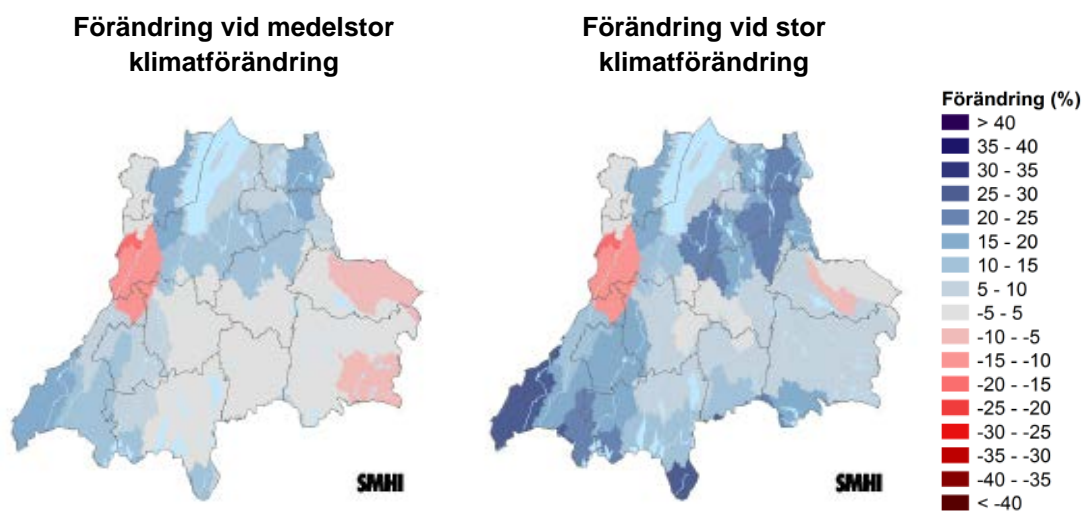 Förändring vid medelstor
klimatförändring
Förändring vid stor
klimatförändring
Förändring (%)
> 40
35 - 40
30 - 35
25 - 30
20 - 25
15 - 20
10 - 15
5 - 10
-5 - 5
-10 - -5
-15 - -10
-20 - -15
-25 - -20
-30 - -25
-35 - -30
-40 - -35
< -40
SMHI
SMHI